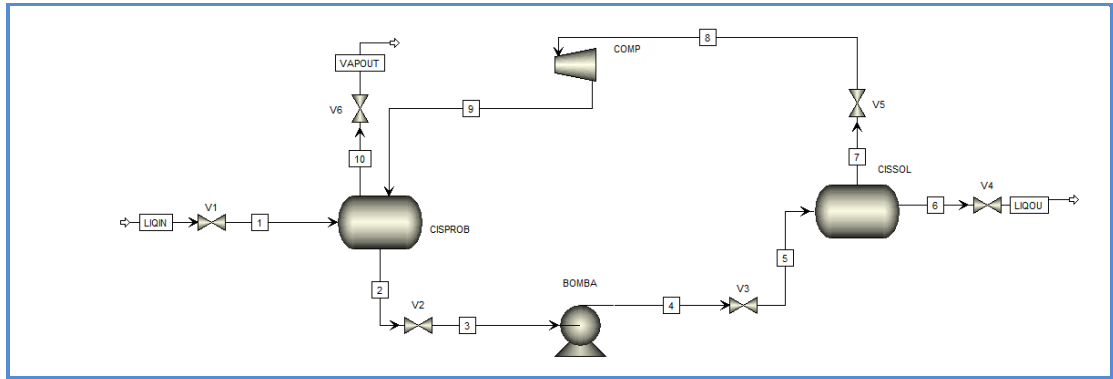 8
COMP
VAPOUT
9
V6
V5
10
7
CISSOL
V4
V1
LIQIN
1
6
LIQOU
CISPROB
5
2
BOMBA
V2
V3
3
4